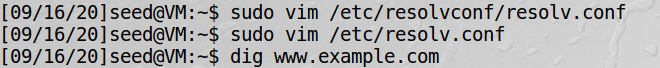 [09/16/20]seed@VM:~$ sudo vim /etc/resolvconf/resolv.conf
[09/16/20]seed@VM:~$ sudo vim /etc/resolv.conf
[09/16/20]seed@VM:~$ dig www.example.com